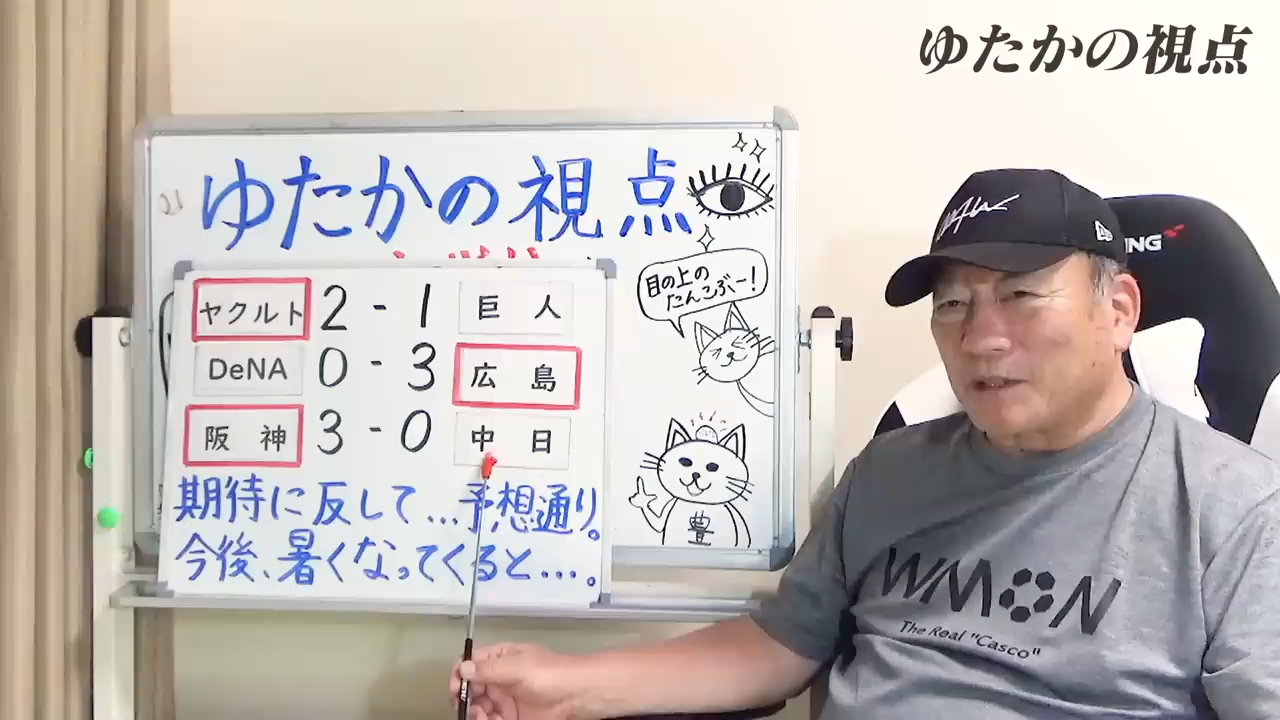 ゆたかの視点
ゆたかの視点
目の上の
たんこぶー!
ヤクルト 2 - 1 巨人
DeNA 0 - 3 広島
阪神 3 - 0 中日
期待に反して…予想通り。
今後、暑くなってくると…。
豊
WMON
The Real "Casco"